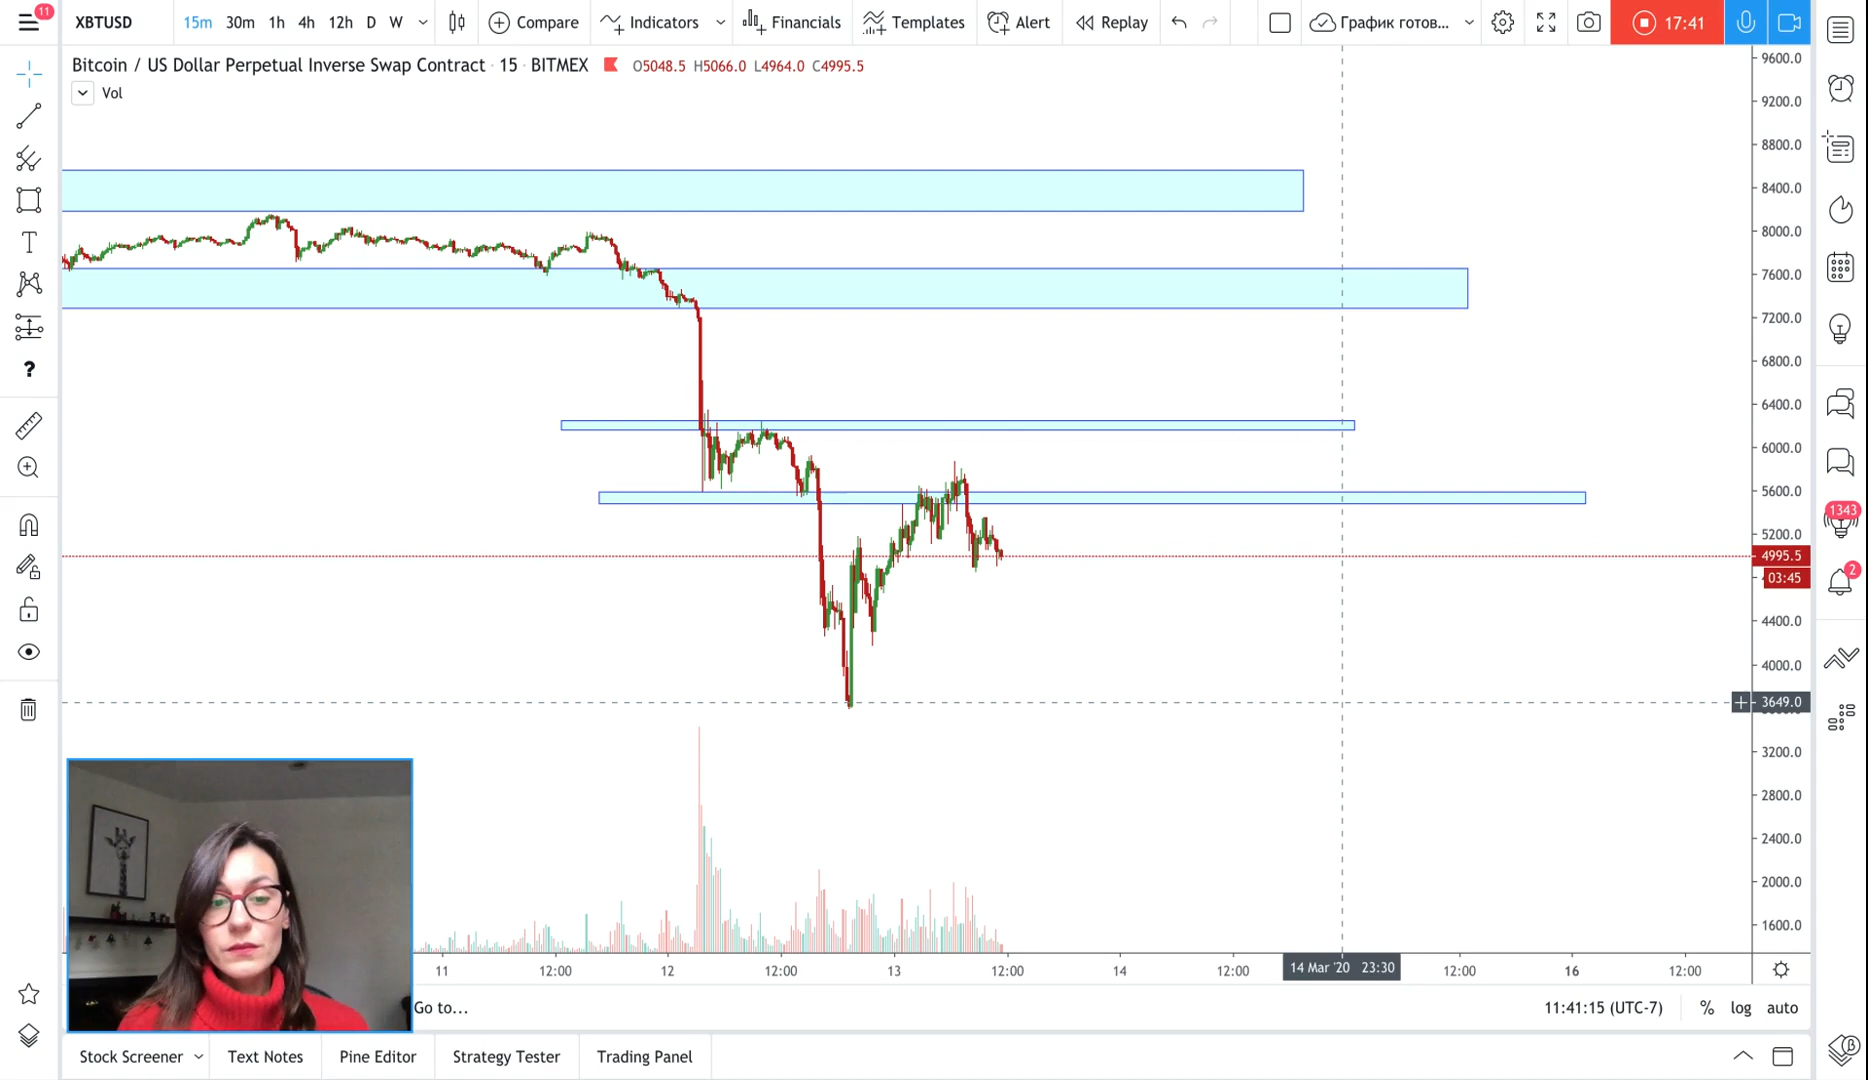 11
XBTUSD
15m 30m 1h 4h 12h D W
Compare
Indicators
Financials
Templates
Alert
Replay
График готов...
17:41
Bitcoin / US Dollar Perpetual Inverse Swap Contract · 15 · BITMEX O5048.5 H5066.0 L4964.0 C4995.5
Vol
9600.0
9200.0
8800.0
8400.0
8000.0
7600.0
7200.0
6800.0
6400.0
6000.0
5600.0
5200.0
4995.5
03:45
4400.0
4000.0
3649.0
3200.0
2800.0
2400.0
2000.0
1600.0
1343
2
11 12:00 12 12:00 13 12:00 14 12:00 14 Mar '20 23:30 12:00 16 12:00
Go to...
11:41:15 (UTC-7) % log auto
Stock Screener Text Notes Pine Editor Strategy Tester Trading Panel